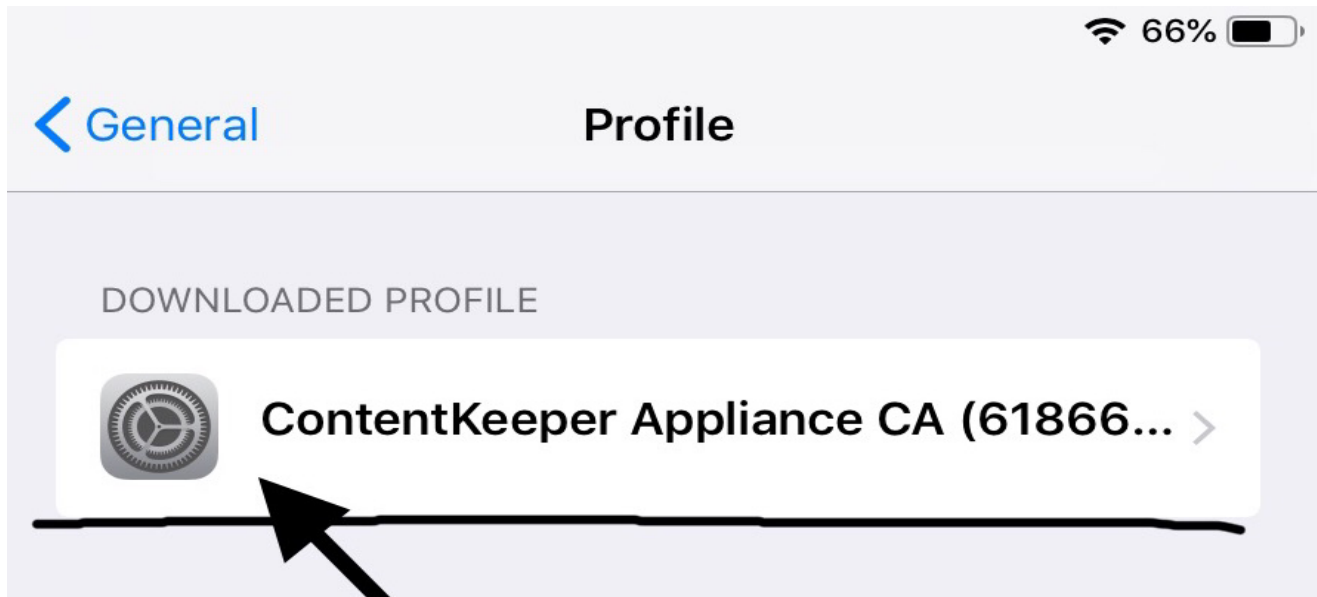 66%
General
Profile
DOWNLOADED PROFILE
ContentKeeper Appliance CA (61866...